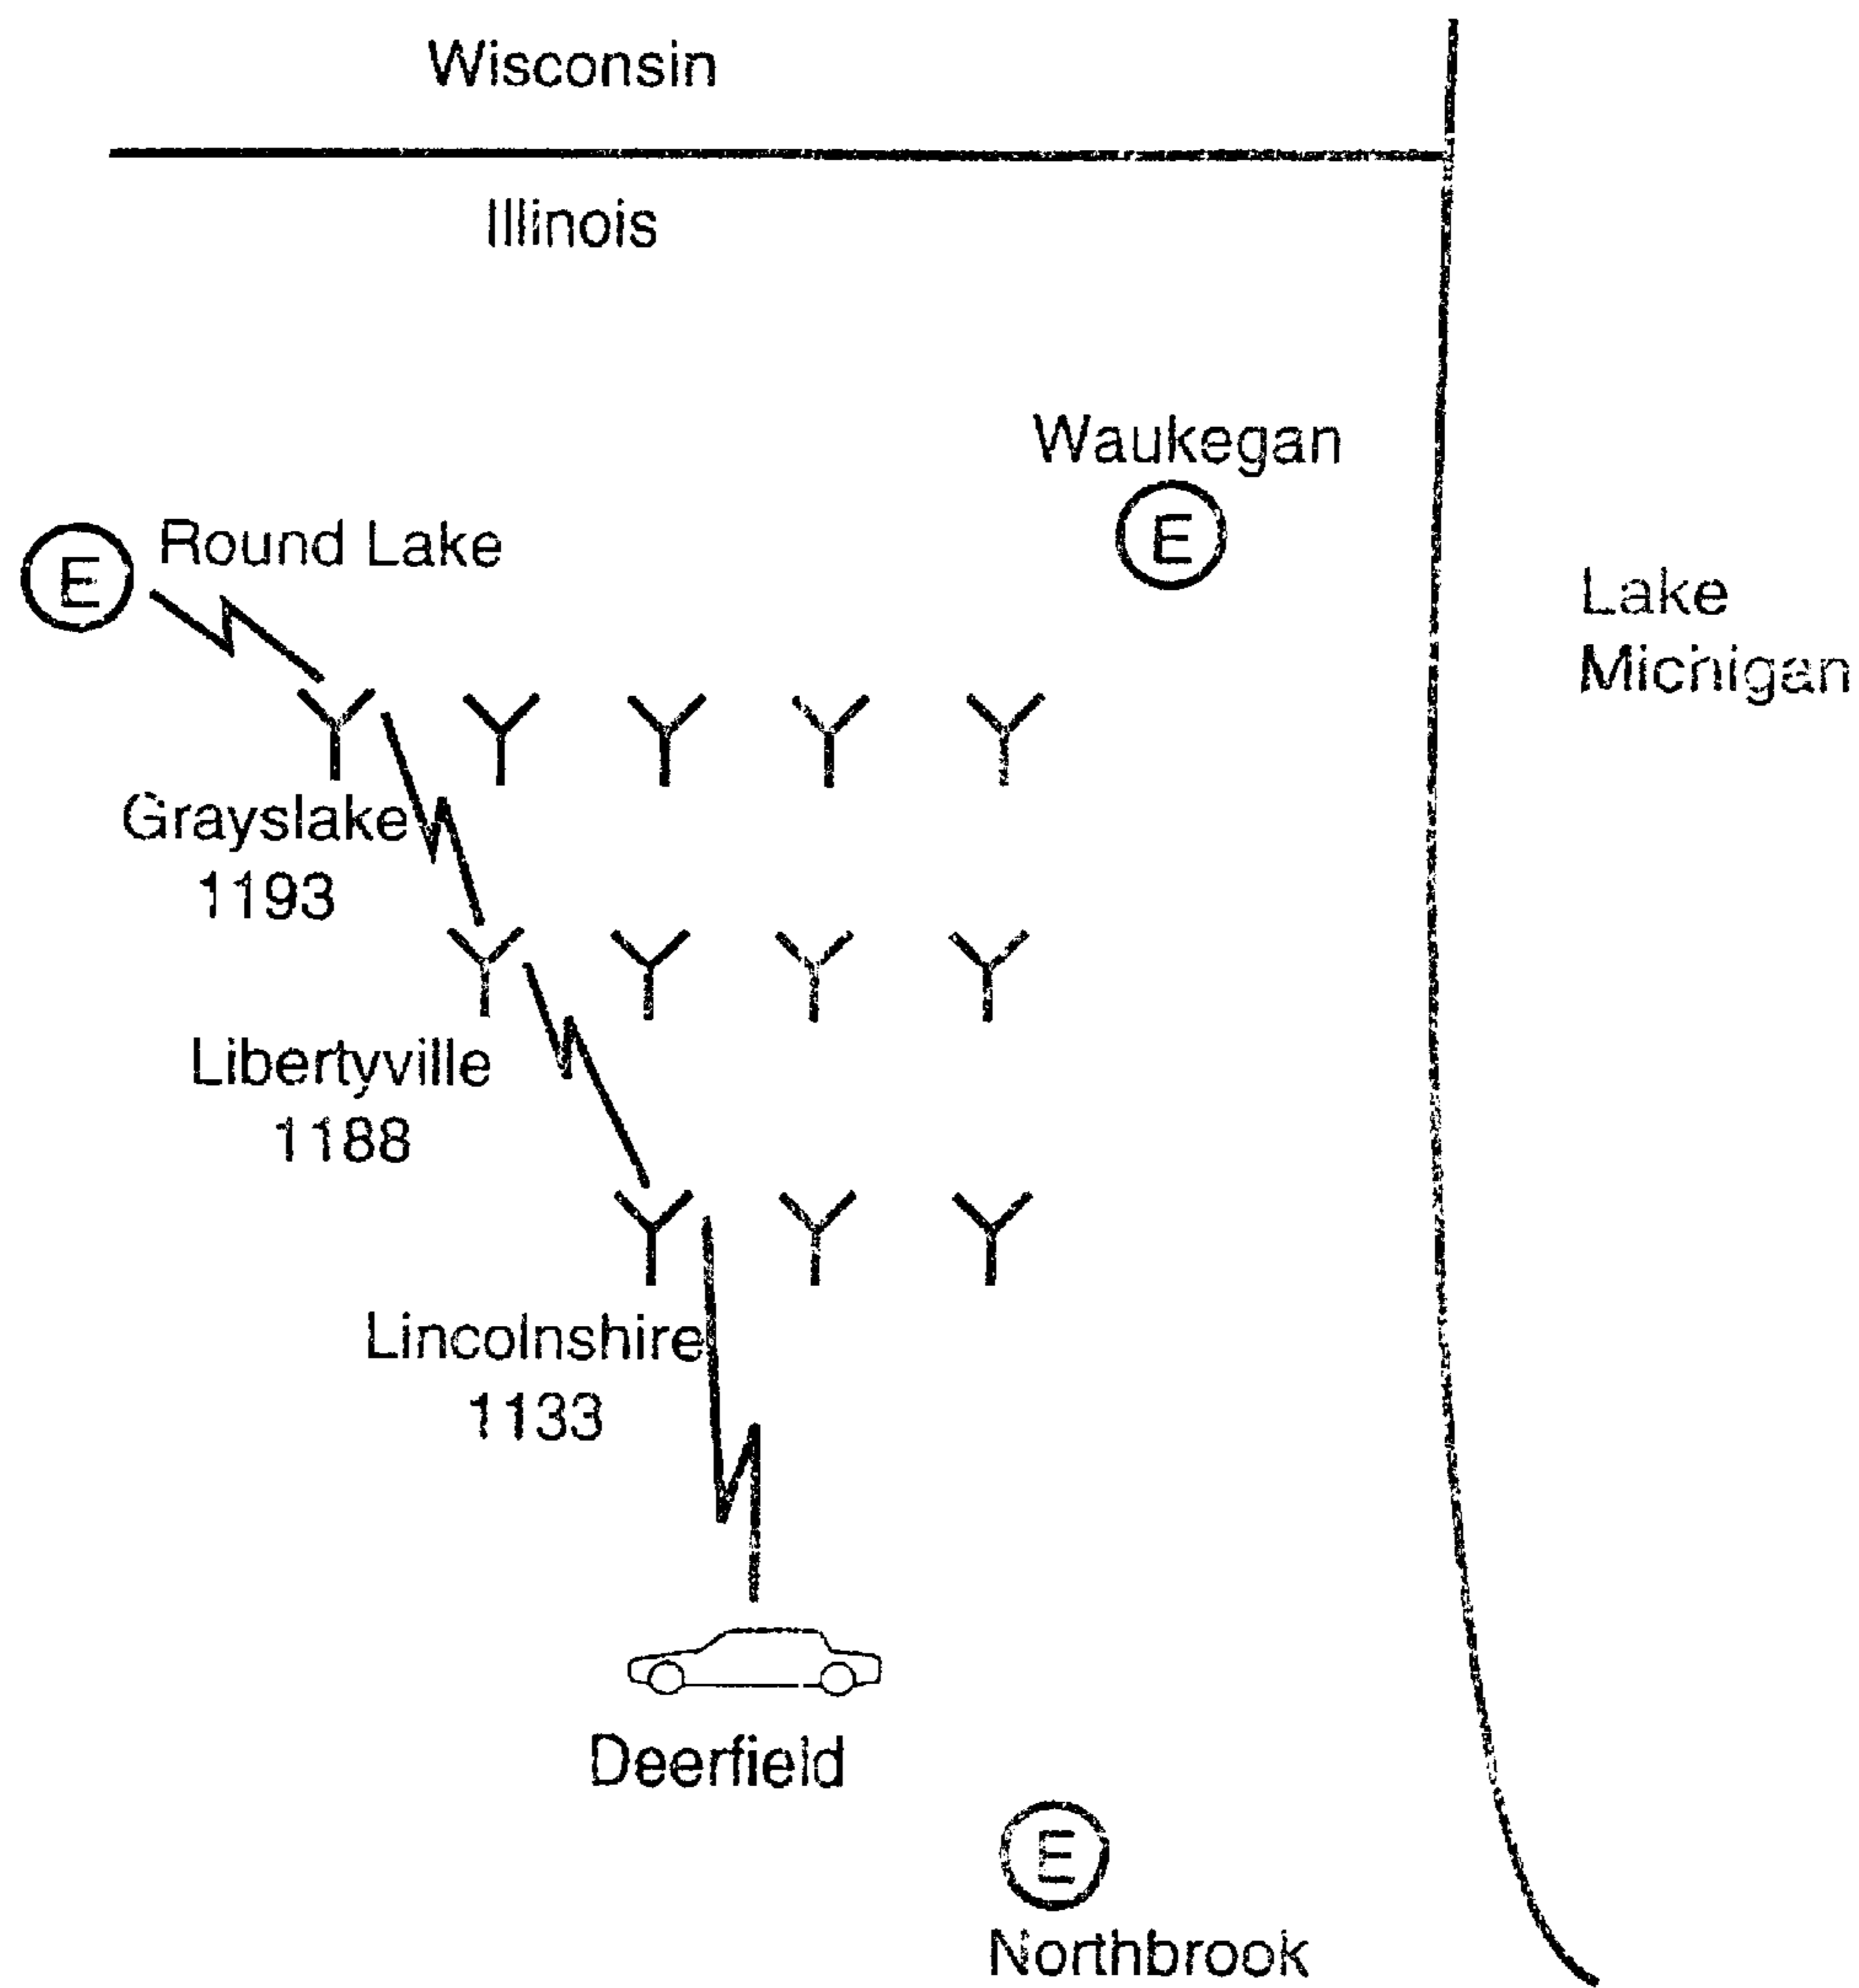 Wisconsin
Illinois
Waukegan
E
E
Round Lake
Lake
Michigan
Grayslake
1193
Libertyville
1188
Lincolnshire
1133
Deerfield
E
Northbrook